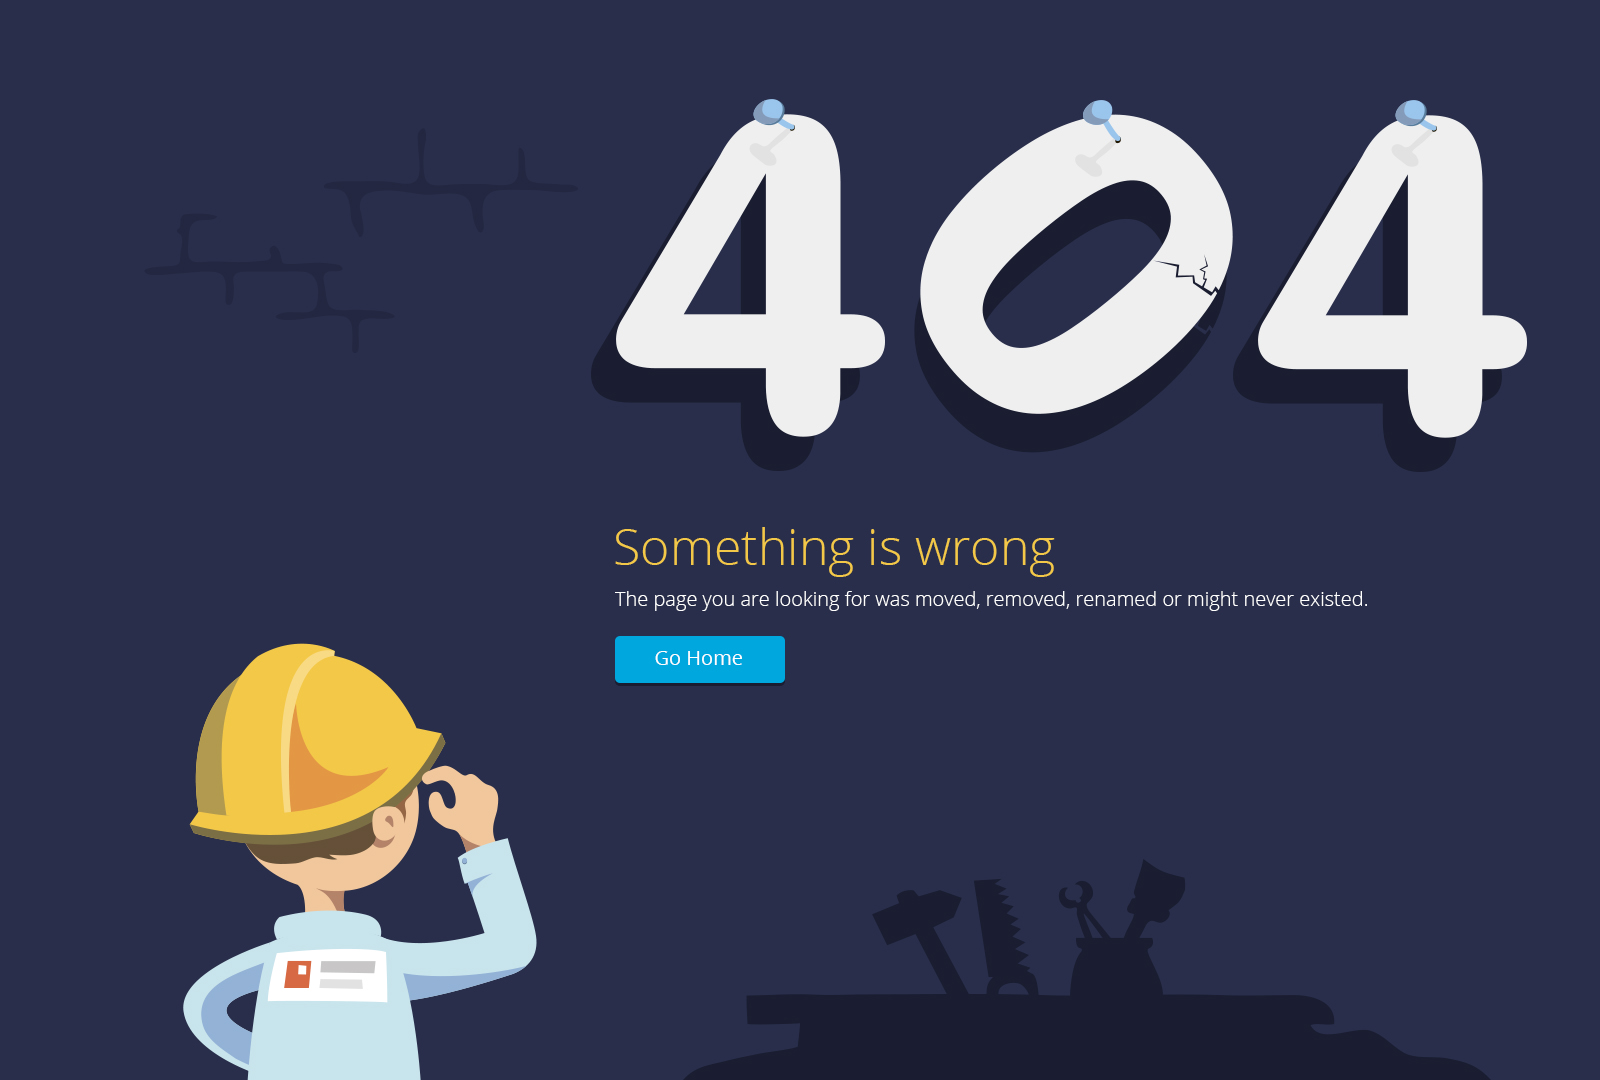 404
Something is wrong
The page you are looking for was moved, removed, renamed or might never existed.
Go Home